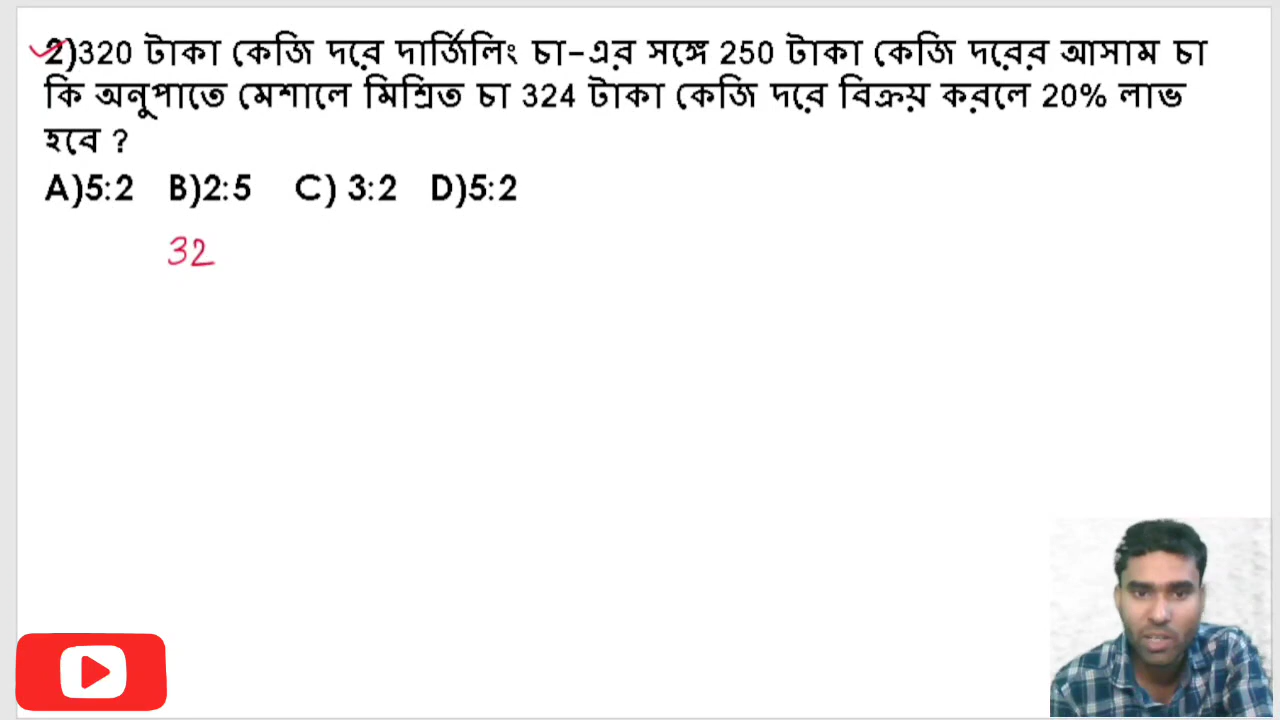 2)320 টাকা কেজি দরে দার্জিলিং চা-এর সঙ্গে 250 টাকা কেজি দরের আসাম চা
কি অনুপাতে মেশালে মিশ্রিত চা 324 টাকা কেজি দরে বিক্রয় করলে 20% লাভ
হবে ?
A)5:2 B)2:5 C) 3:2 D)5:2
32